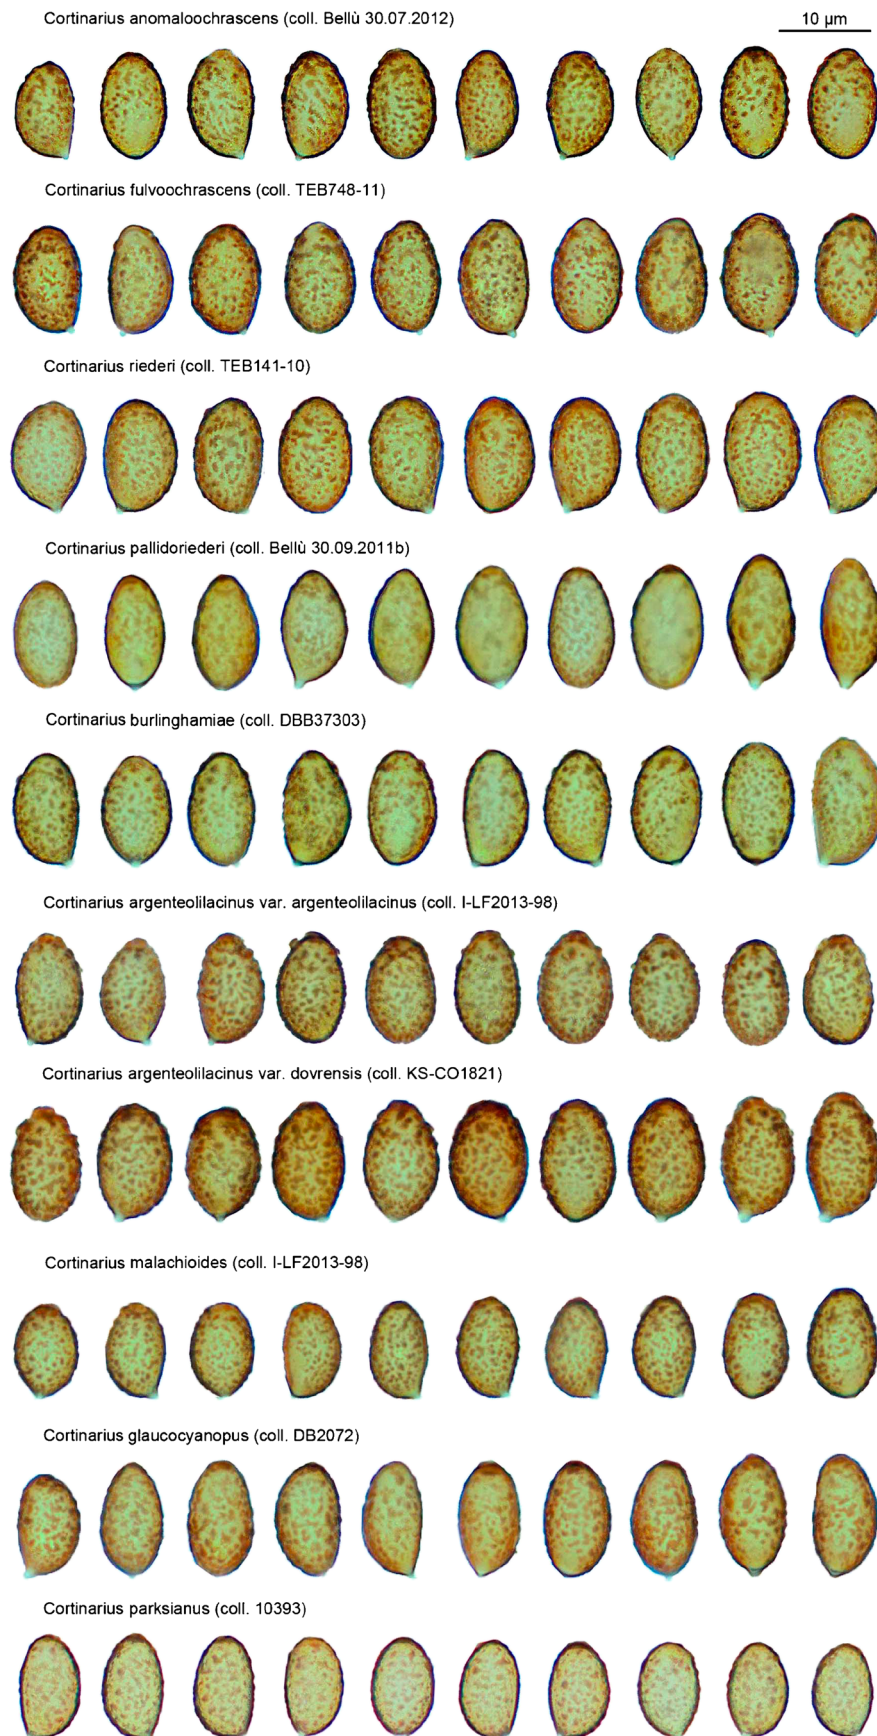 Cortinarius anomaloochrascens (coll. Bellù 30.07.2012)
10 µm
Cortinarius fulvoochrascens (coll. TEB748-11)
Cortinarius riederi (coll. TEB141-10)
Cortinarius pallidoriederi (coll. Bellù 30.09.2011b)
Cortinarius burlinghamiae (coll. DBB37303)
Cortinarius argenteolilacinus var. argenteolilacinus (coll. I-LF2013-98)
Cortinarius argenteolilacinus var. dovrensis (coll. KS-CO1821)
Cortinarius malachioides (coll. I-LF2013-98)
Cortinarius glaucocyanopus (coll. DB2072)
Cortinarius parksianus (coll. 10393)